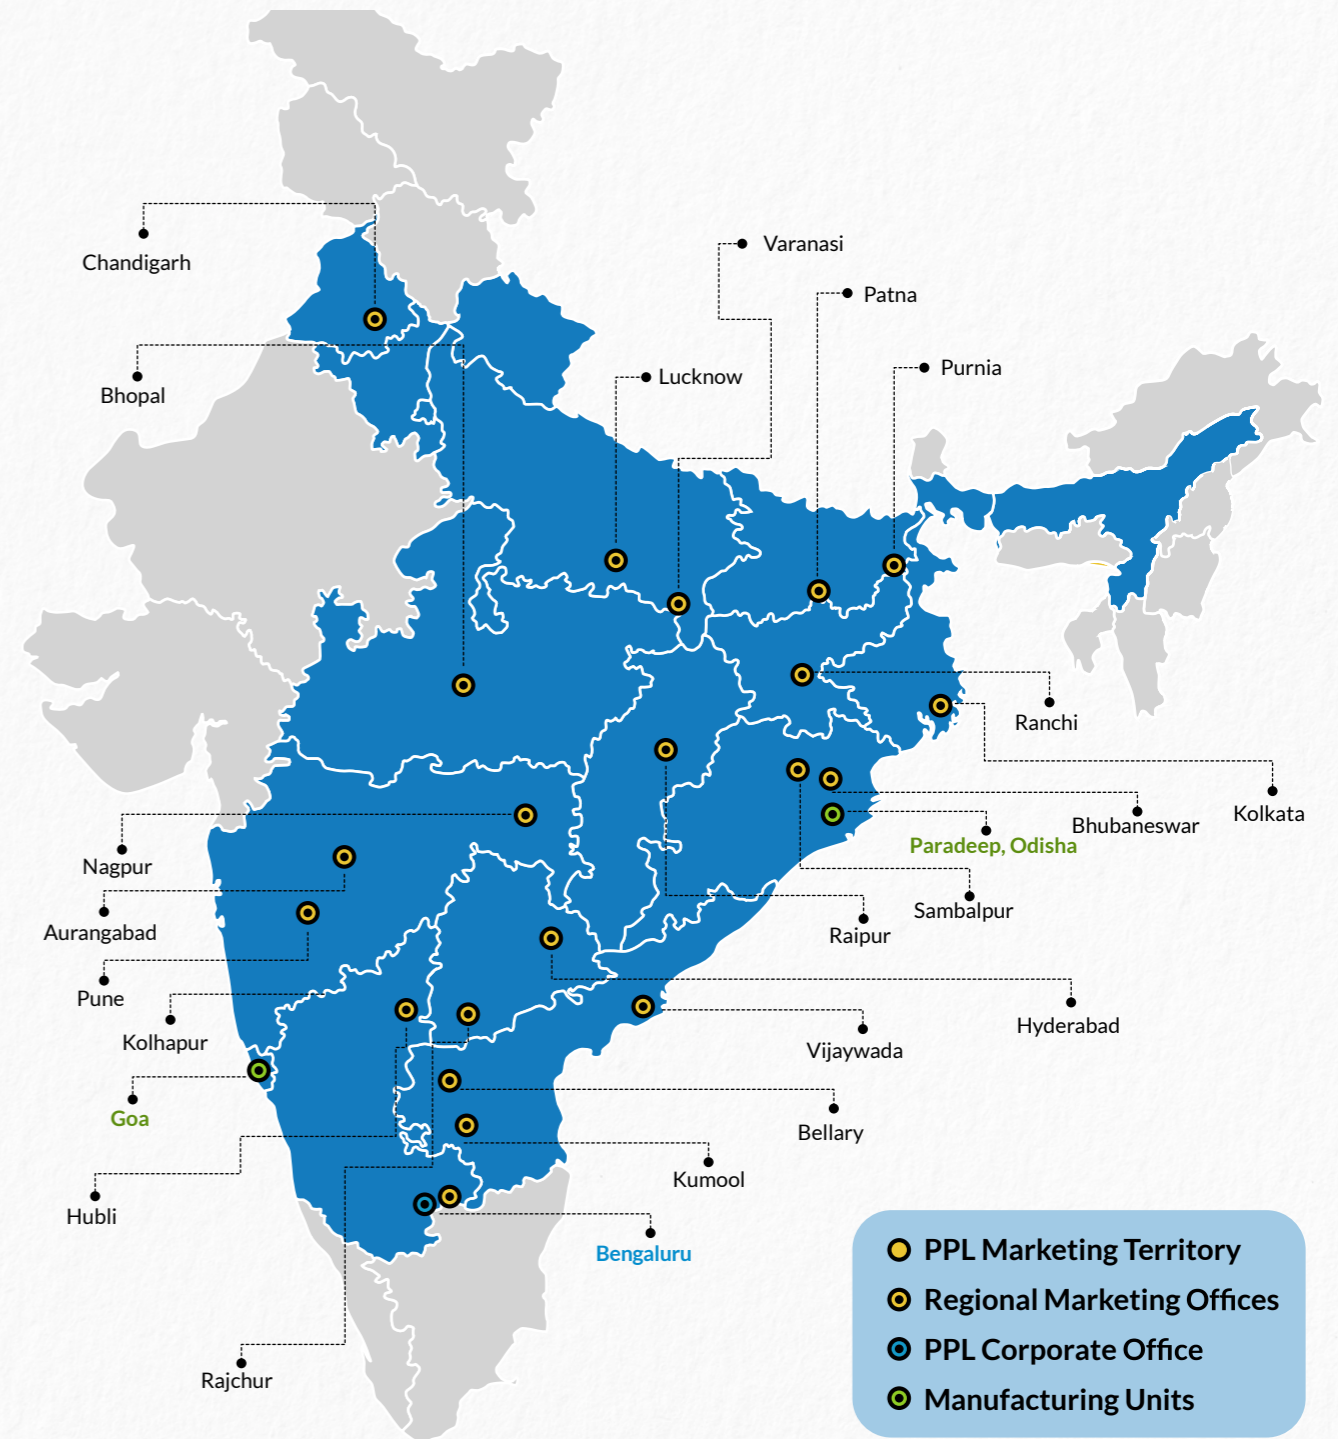 Varanasi
Chandigarh
Patna
Purnia
Lucknow
Bhopal
Ranchi
Kolkata
Bhubaneswar
Paradeep, Odisha
Nagpur
Sambalpur
Aurangabad
Raipur
Pune
Hyderabad
Kolhapur
Vijaywada
Goa
Bellary
Kumool
Hubli
Bengaluru
Rajchur
PPL Marketing Territory
Regional Marketing Offices
PPL Corporate Office
Manufacturing Units